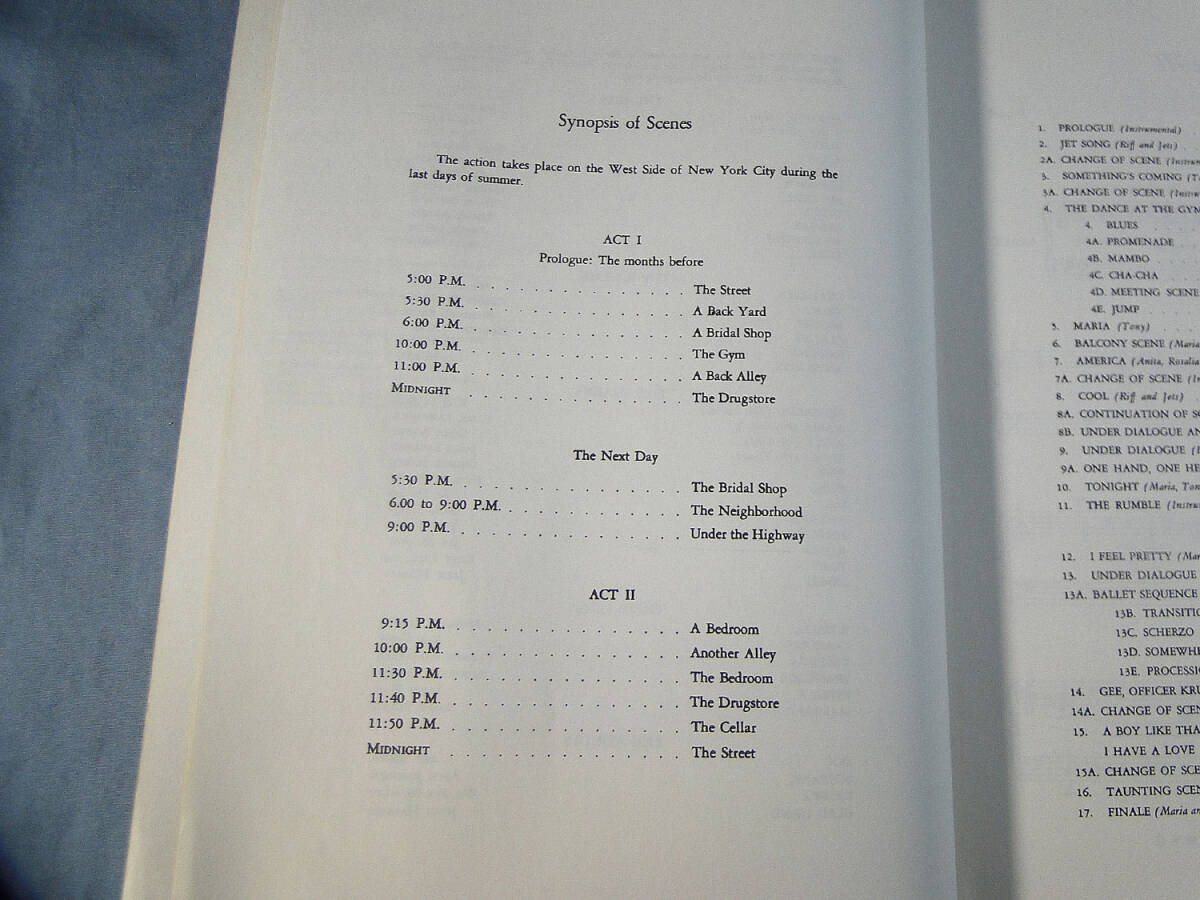 Synopsis of Scenes
The action takes place on the West Side of New York City during the
last days of summer.
ACT I
Prologue: The months before
5:00 P.M. . . . . . . . . . . . . . . . The Street
5:30 P.M. . . . . . . . . . . . . . . . A Back Yard
6:00 P.M. . . . . . . . . . . . . . . . A Bridal Shop
10:00 P.M. . . . . . . . . . . . . . . . The Gym
11:00 P.M. . . . . . . . . . . . . . . . A Back Alley
MIDNIGHT . . . . . . . . . . . . . . . The Drugstore
The Next Day
5:30 P.M. . . . . . . . . . . . . . . . The Bridal Shop
6.00 to 9:00 P.M. . . . . . . . . . . . . The Neighborhood
9:00 P.M. . . . . . . . . . . . . . . . Under the Highway
ACT II
9:15 P.M. . . . . . . . . . . . . . . . A Bedroom
10:00 P.M. . . . . . . . . . . . . . . . Another Alley
11:30 P.M. . . . . . . . . . . . . . . . The Bedroom
11:40 P.M. . . . . . . . . . . . . . . . The Drugstore
11:50 P.M. . . . . . . . . . . . . . . . The Cellar
MIDNIGHT . . . . . . . . . . . . . . . The Street
1. PROLOGUE (Instrumental)
2. JET SONG (Riff and Jets) .
2A. CHANGE OF SCENE
3. SOMETHING'S COMING
3A. CHANGE OF SCENE
4. THE DANCE AT THE GYM
4. BLUES . . . .
4A. PROMENADE
4B. MAMBO . . .
4C. CHA-CHA . .
4D. MEETING SCENE
4E. JUMP . . . .
5. MARIA (Tony) . . .
6. BALCONY SCENE (Maria
7. AMERICA (Anita, Rosalia
7A. CHANGE OF SCENE
8. COOL (Riff and Jets) .
8A. CONTINUATION OF
8B. UNDER DIALOGUE
9. UNDER DIALOGUE
9A. ONE HAND, ONE
10. TONIGHT (Maria,
11. THE RUMBLE
12. I FEEL PRETTY
13. UNDER DIALOGUE
13A. BALLET SEQUENCE
13B.
13C. SCHERZO
13D.
13E.
14. GEE, OFFICER
14A. CHANGE OF
15. A BOY LIKE
I HAVE A LOVE
15A. CHANGE OF
16. TAUNTING
17. FINALE (Maria